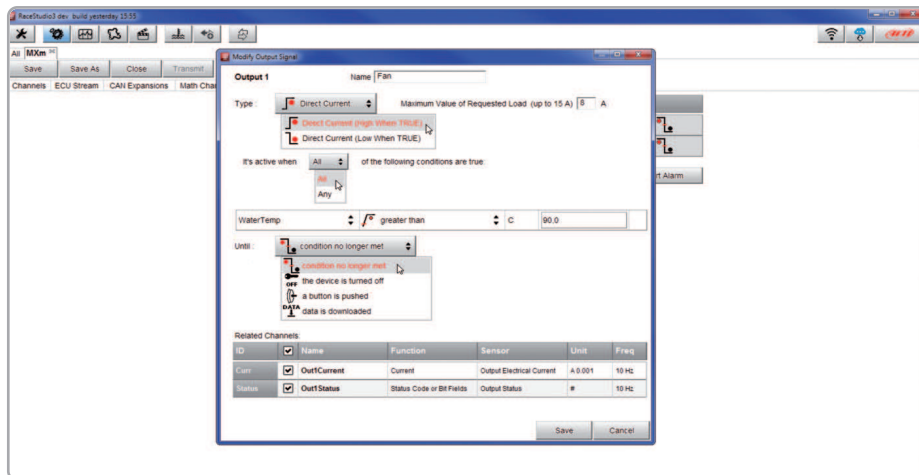 RaceStudio3 dev build yesterday 15:55
AiM
All MXm
Save Save As Close Transmit
Channels ECU Stream CAN Expansions Math Cha
Modify Output Signal
Output 1 Name Fan
Type : Direct Current Maximum Value of Requested Load (up to 15 A) 8 A
Direct Current (High When TRUE)
Direct Current (Low When TRUE)
It's active when All of the following conditions are true:
All
Any
rt Alarm
WaterTemp greater than C 90.0
Until : condition no longer met
condition no longer met
OFF the device is turned off
a button is pushed
DATA data is downloaded
Related Channels:
ID Name Function Sensor Unit Freq
Curr Out1Current Current Output Electrical Current A 0.001 10 Hz
Status Out1Status Status Code or Bit Fields Output Status # 10 Hz
Save Cancel